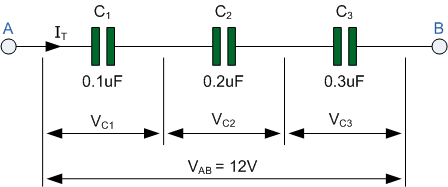 C1 C2 C3
A IT B
0.1uF 0.2uF 0.3uF
VC1 VC2 VC3
VAB = 12V